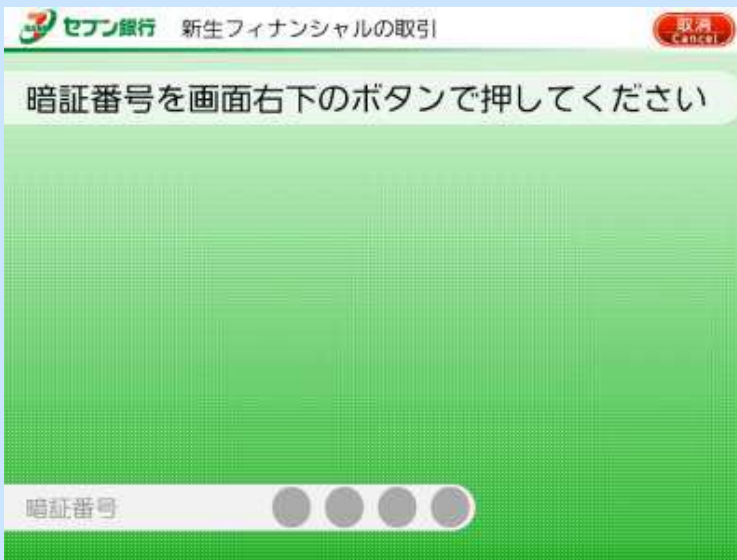 セブン銀行 新生フィナンシャルの取引
取消
Cancel
暗証番号を画面右下のボタンで押してください
暗証番号